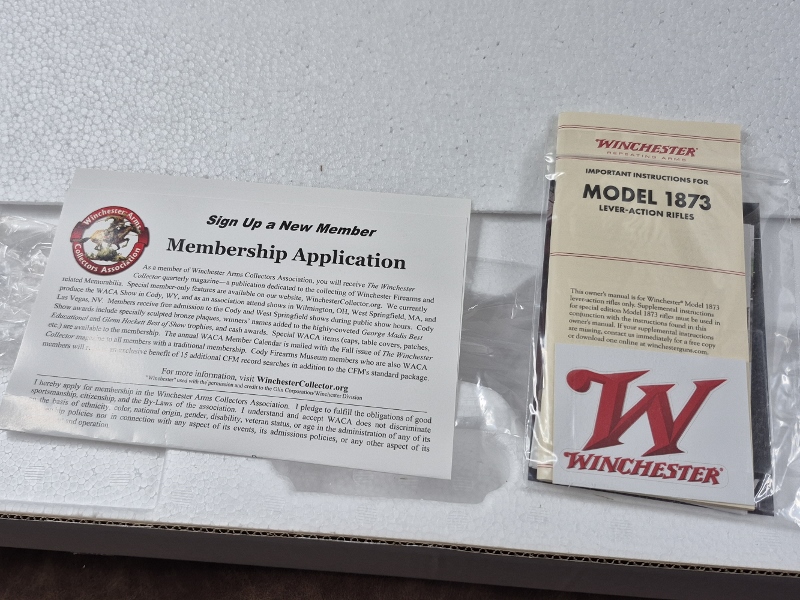 Winchester Arms
Collectors Association
Sign Up a New Member
Membership Application
As a member of Winchester Arms Collectors Association, you will receive The Winchester
Collector quarterly magazine—a publication dedicated to the collecting of Winchester Firearms and
related Memorabilia. Special member-only features are available on our website, WinchesterCollector.org. We currently
produce the WACA Show in Cody, WY, and as an association attend shows in Wilmington, OH, West Springfield, MA, and
Las Vegas, NV. Members receive free admission to the Cody and West Springfield shows during public show hours. Cody
Show awards include specially sculpted bronze plaques, winners' names added to the highly-coveted George Madis Best
Educational and Glenn Hockett Best of Show trophies, and cash awards. Special WACA items (caps, table covers, patches,
etc.) are available to the membership. The annual WACA Member Calendar is mailed with the Fall issue of The Winchester
Collector magazine to all members with a traditional membership. Cody Firearms Museum members who are also WACA
members will exclusive benefit of 15 additional CFM record searches in addition to the CFM's standard package.
For more information, visit WinchesterCollector.org
"Winchester" used with the permission and credit to the Olin Corporation/Winchester Division
I hereby apply for membership in the Winchester Arms Collectors Association. I pledge to fulfill the obligations of good
sportsmanship, citizenship, and the By-Laws of the association. I understand and accept WACA does not discriminate
the basis of ethnicity, color, national origin, gender, disability, veteran status, or age in the administration of any of its
policies nor in connection with any aspect of its events, its admissions policies, or any other aspect of its
and operation.
WINCHESTER
REPEATING ARMS
IMPORTANT INSTRUCTIONS FOR
MODEL 1873
LEVER-ACTION RIFLES
This owner's manual is for Winchester® Model 1873
lever-action rifles only. Supplemental instructions
for special edition Model 1873 rifles must be used in
conjunction with the instructions found in this
owner's manual. If your supplemental instructions
are missing, contact us immediately for a free copy
or download one online at winchesterguns.com.
W
WINCHESTER